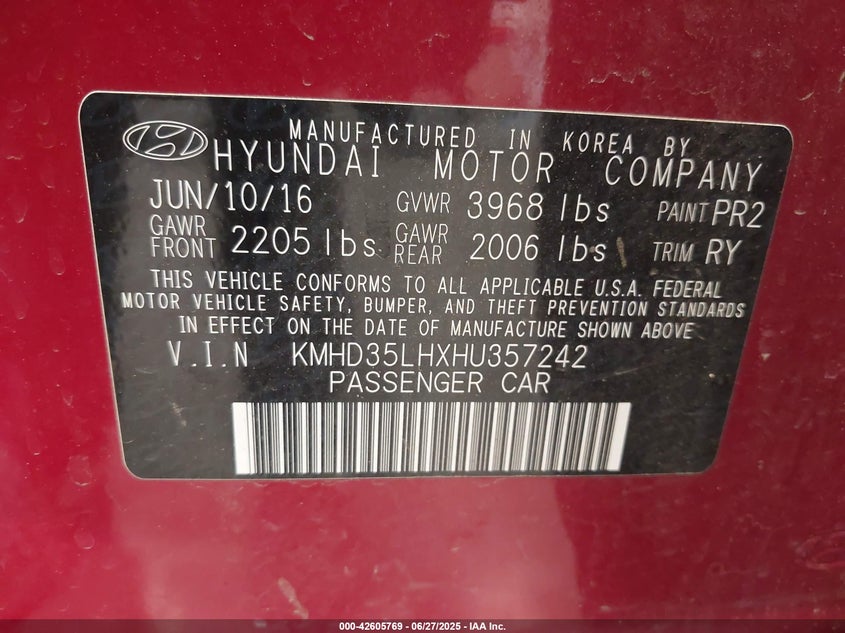 MANUFACTURED IN KOREA BY
HYUNDAI MOTOR COMPANY
JUN/10/16 GVWR 3968 lbs PAINT PR2
GAWR FRONT 2205 lbs GAWR REAR 2006 lbs TRIM RY
THIS VEHICLE CONFORMS TO ALL APPLICABLE U.S.A. FEDERAL
MOTOR VEHICLE SAFETY, BUMPER, AND THEFT PREVENTION STANDARDS
IN EFFECT ON THE DATE OF MANUFACTURE SHOWN ABOVE
V.I.N KMHD35LHXHU357242
PASSENGER CAR
000-42605769 - 06/27/2025 - IAA Inc.